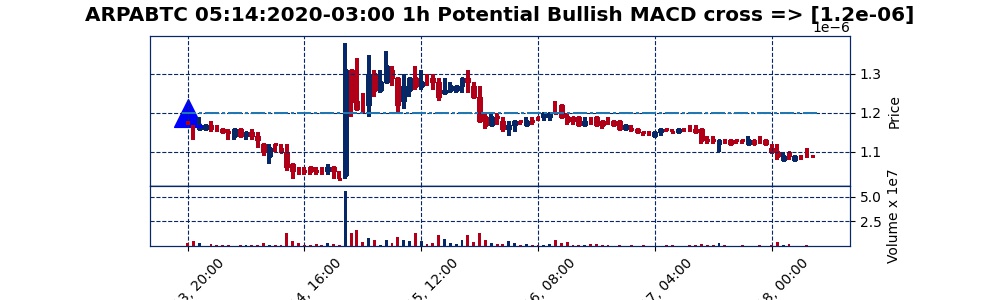 ARPABTC 05:14:2020-03:00 1h Potential Bullish MACD cross => [1.2e-06]
1e−6
1.3
1.2
1.1
Price
5.0
2.5
Volume x 1e7
3, 20:00
4, 16:00
5, 12:00
6, 08:00
7, 04:00
8, 00:00